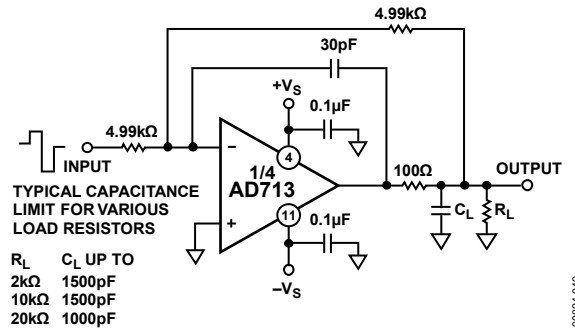 4.99kΩ
30pF
+VS
0.1µF
4.99kΩ
INPUT
–
4
1/4
AD713
100Ω
OUTPUT
+
11
0.1µF
CL
RL
–VS
TYPICAL CAPACITANCE
LIMIT FOR VARIOUS
LOAD RESISTORS
RL CL UP TO
2kΩ 1500pF
10kΩ 1500pF
20kΩ 1000pF